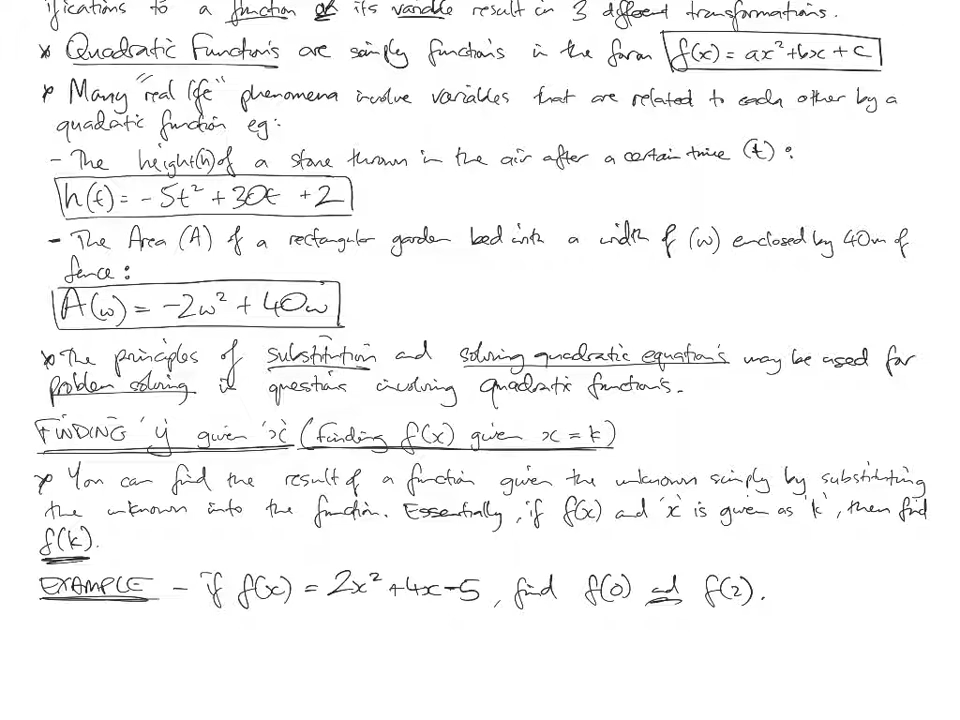 ifications to a function or its variable result in 3 different transformations.
* Quadratic Functions are simply functions in the form f(x) = ax² + bx + c
* Many "real life" phenomena involve variables that are related to each other by a
quadratic function eg:
- The height (h) of a stone thrown in the air after a certain time (t) :
h(t) = - 5t² + 30t + 2
- The Area (A) of a rectangular garden bed with a width of (w) enclosed by 40m of
fence :
A(w) = -2w² + 40w
* The principles of substitution and solving quadratic equations may be used for
problem solving in questions involving quadratic functions.
FINDING 'y' given 'x' (finding f(x) given x = k)
* You can find the result of a function given the unknown simply by substituting
the unknown into the function. Essentially, if f(x) and 'x' is given as 'k', then find
f(k).
EXAMPLE - if f(x) = 2x² + 4x - 5, find f(0) and f(2).